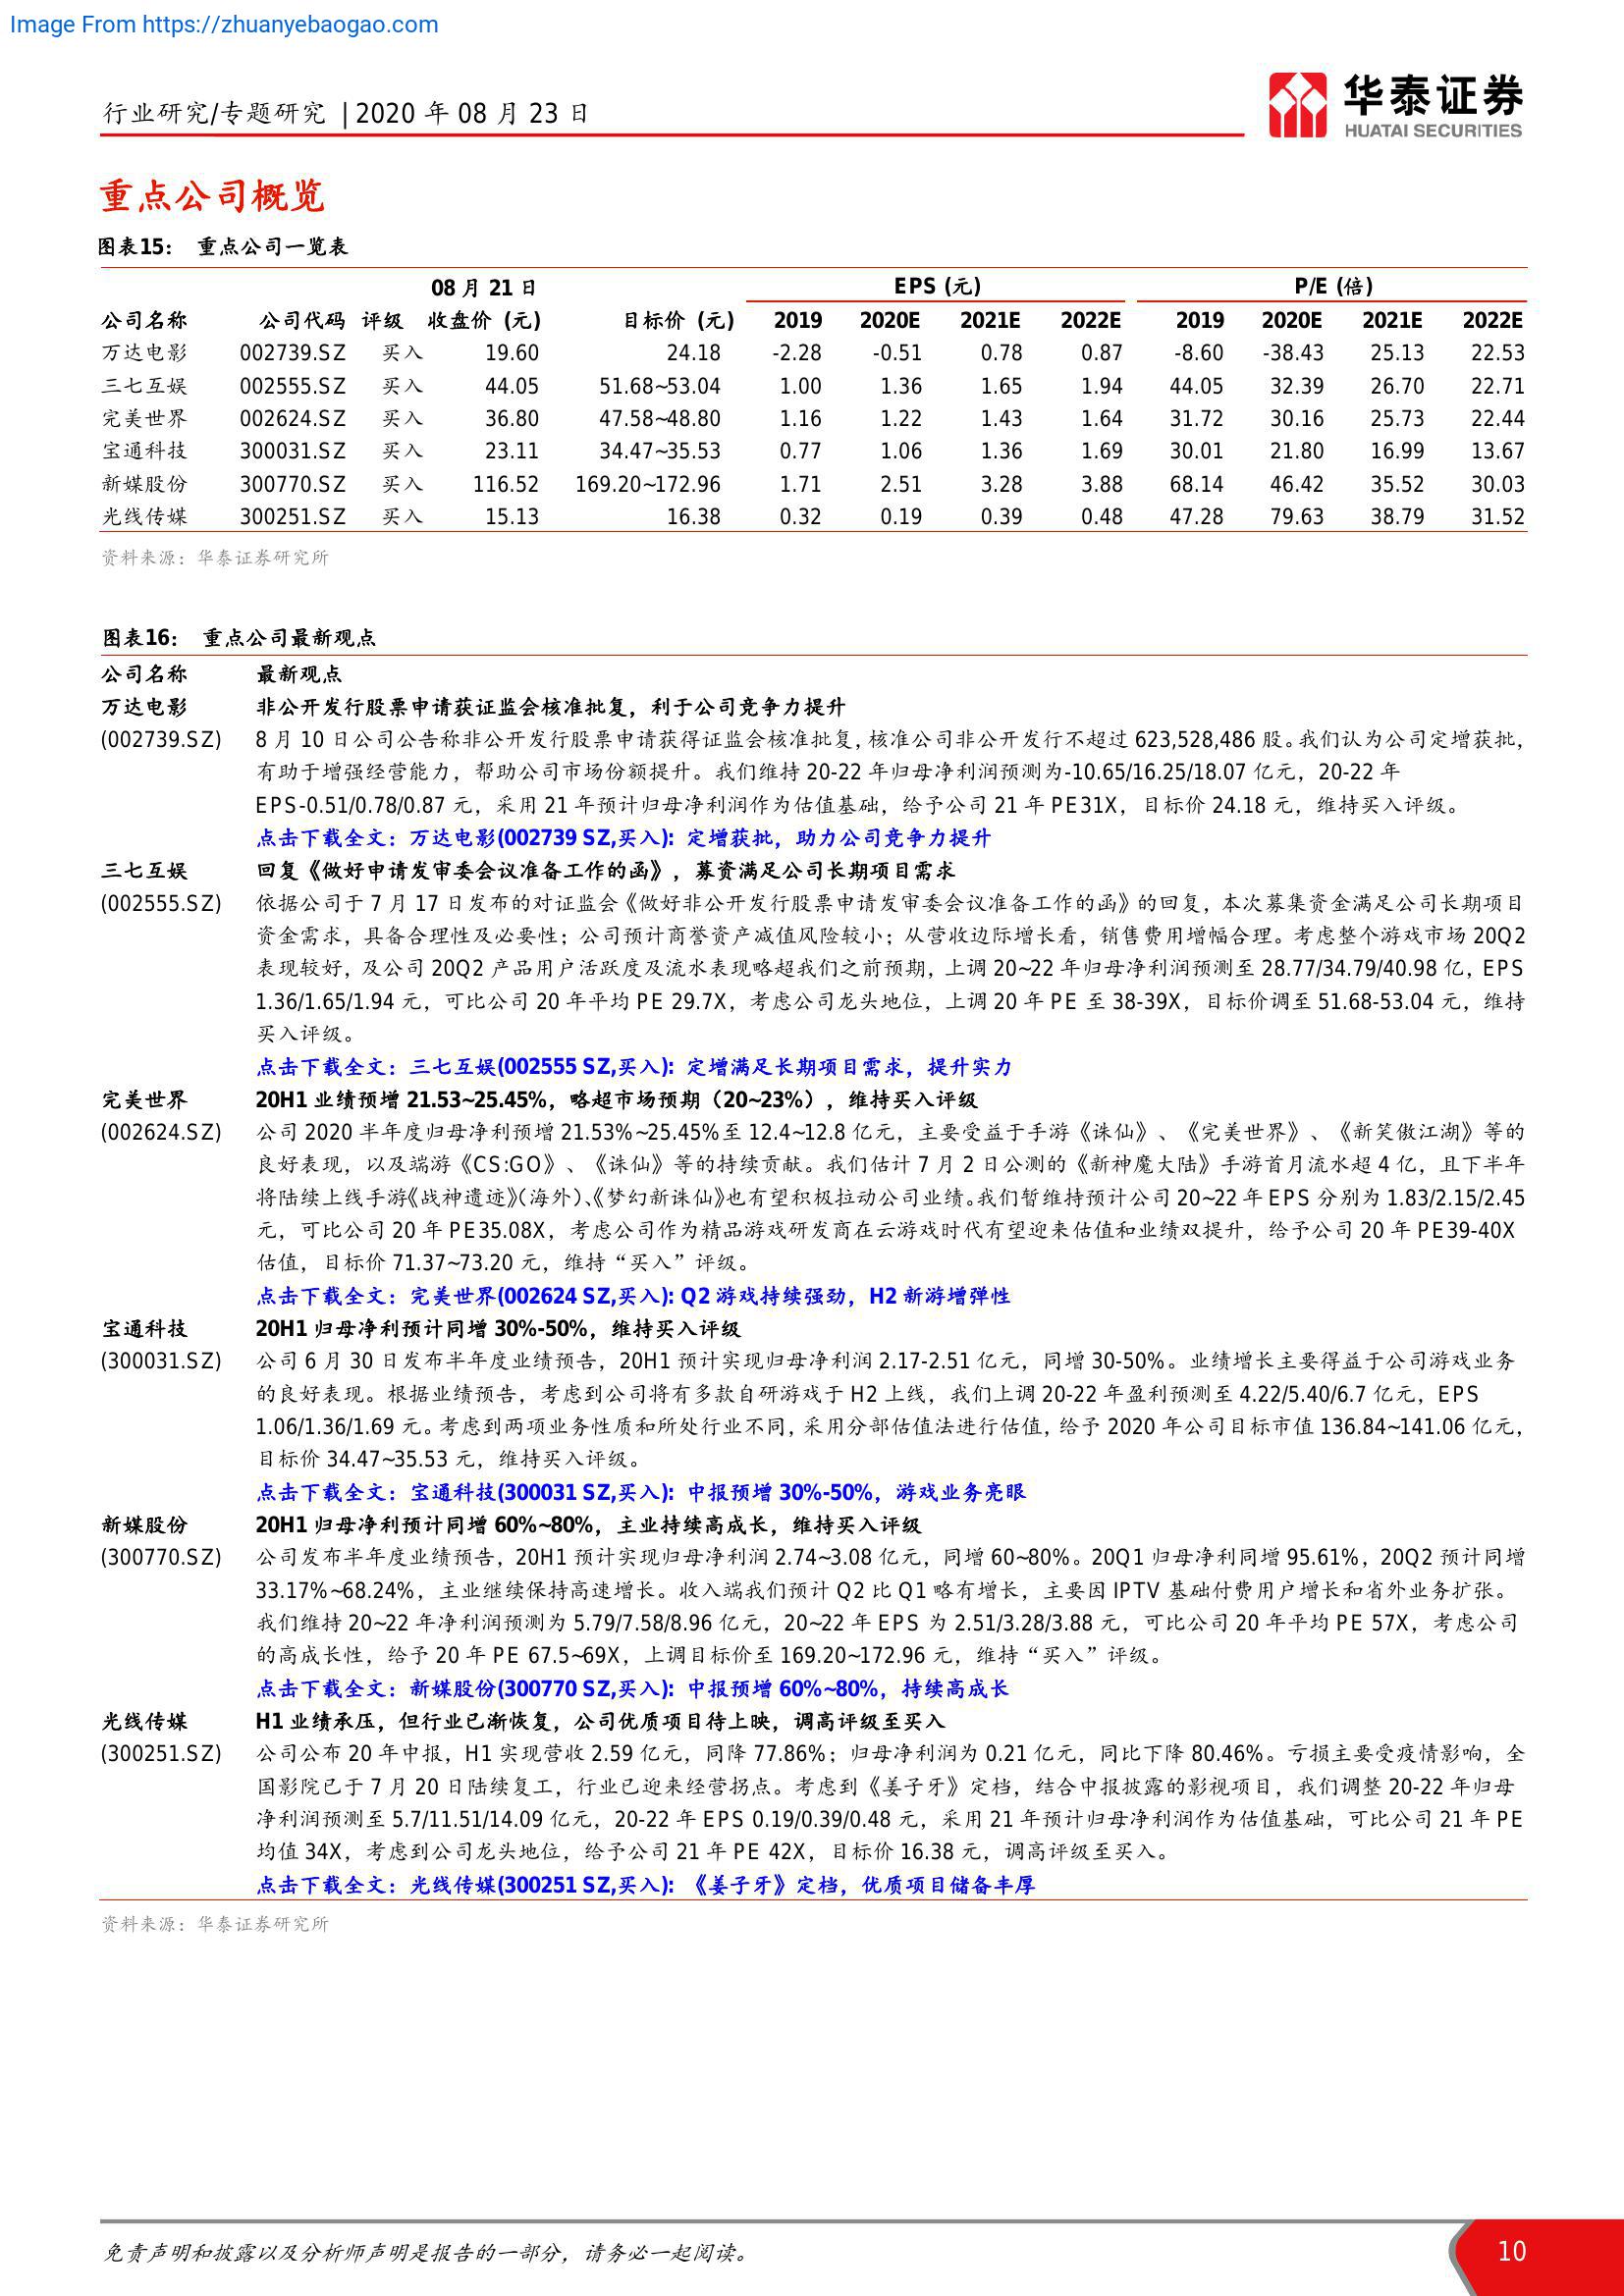 Image From https://zhuanyebaogao.com
行业研究/专题研究 | 2020 年 08 月 23 日
华泰证券
HUATAI SECURITIES
重点公司概览
图表15： 重点公司一览表
08 月 21 日 EPS (元) P/E (倍)
公司名称 公司代码 评级 收盘价 (元) 目标价 (元) 2019 2020E 2021E 2022E 2019 2020E 2021E 2022E
万达电影 002739.SZ 买入 19.60 24.18 -2.28 -0.51 0.78 0.87 -8.60 -38.43 25.13 22.53
三七互娱 002555.SZ 买入 44.05 51.68~53.04 1.00 1.36 1.65 1.94 44.05 32.39 26.70 22.71
完美世界 002624.SZ 买入 36.80 47.58~48.80 1.16 1.22 1.43 1.64 31.72 30.16 25.73 22.44
宝通科技 300031.SZ 买入 23.11 34.47~35.53 0.77 1.06 1.36 1.69 30.01 21.80 16.99 13.67
新媒股份 300770.SZ 买入 116.52 169.20~172.96 1.71 2.51 3.28 3.88 68.14 46.42 35.52 30.03
光线传媒 300251.SZ 买入 15.13 16.38 0.32 0.19 0.39 0.48 47.28 79.63 38.79 31.52
资料来源：华泰证券研究所
图表16： 重点公司最新观点
公司名称 最新观点
万达电影 非公开发行股票申请获证监会核准批复，利于公司竞争力提升
(002739.SZ) 8 月 10 日公司公告称非公开发行股票申请获得证监会核准批复，核准公司非公开发行不超过 623,528,486 股。我们认为公司定增获批，
有助于增强经营能力，帮助公司市场份额提升。我们维持 20-22 年归母净利润预测为-10.65/16.25/18.07 亿元，20-22 年
EPS-0.51/0.78/0.87 元，采用 21 年预计归母净利润作为估值基础，给予公司 21 年 PE31X，目标价 24.18 元，维持买入评级。
点击下载全文：万达电影(002739 SZ,买入): 定增获批，助力公司竞争力提升
三七互娱 回复《做好申请发审委会议准备工作的函》，募资满足公司长期项目需求
(002555.SZ) 依据公司于 7 月 17 日发布的对证监会《做好非公开发行股票申请发审委会议准备工作的函》的回复，本次募集资金满足公司长期项目
资金需求，具备合理性及必要性；公司预计商誉资产减值风险较小；从营收边际增长看，销售费用增幅合理。考虑整个游戏市场 20Q2
表现较好，及公司 20Q2 产品用户活跃度及流水表现略超我们之前预期，上调 20~22 年归母净利润预测至 28.77/34.79/40.98 亿，EPS
1.36/1.65/1.94 元，可比公司 20 年平均 PE 29.7X，考虑公司龙头地位，上调 20 年 PE 至 38-39X，目标价调至 51.68-53.04 元，维持
买入评级。
点击下载全文：三七互娱(002555 SZ,买入): 定增满足长期项目需求，提升实力
完美世界 20H1 业绩预增 21.53~25.45%，略超市场预期（20~23%），维持买入评级
(002624.SZ) 公司 2020 半年度归母净利预增 21.53%~25.45%至 12.4~12.8 亿元，主要受益于手游《诛仙》、《完美世界》、《新笑傲江湖》等的
良好表现，以及端游《CS:GO》、《诛仙》等的持续贡献。我们估计 7 月 2 日公测的《新神魔大陆》手游首月流水超 4 亿，且下半年
将陆续上线手游《战神遗迹》（海外）、《梦幻新诛仙》也有望积极拉动公司业绩。我们暂维持预计公司 20~22 年 EPS 分别为 1.83/2.15/2.45
元，可比公司 20 年 PE35.08X，考虑公司作为精品游戏研发商在云游戏时代有望迎来估值和业绩双提升，给予公司 20 年 PE39-40X
估值，目标价 71.37~73.20 元，维持“买入”评级。
点击下载全文：完美世界(002624 SZ,买入): Q2 游戏持续强劲，H2 新游增弹性
宝通科技 20H1 归母净利预计同增 30%-50%，维持买入评级
(300031.SZ) 公司 6 月 30 日发布半年度业绩预告，20H1 预计实现归母净利润 2.17-2.51 亿元，同增 30-50%。业绩增长主要得益于公司游戏业务
的良好表现。根据业绩预告，考虑到公司将有多款自研游戏于 H2 上线，我们上调 20-22 年盈利预测至 4.22/5.40/6.7 亿元，EPS
1.06/1.36/1.69 元。考虑到两项业务性质和所处行业不同，采用分部估值法进行估值，给予 2020 年公司目标市值 136.84~141.06 亿元，
目标价 34.47~35.53 元，维持买入评级。
点击下载全文：宝通科技(300031 SZ,买入): 中报预增 30%-50%，游戏业务亮眼
新媒股份 20H1 归母净利预计同增 60%~80%，主业持续高成长，维持买入评级
(300770.SZ) 公司发布半年度业绩预告，20H1 预计实现归母净利润 2.74~3.08 亿元，同增 60~80%。20Q1 归母净利同增 95.61%，20Q2 预计同增
33.17%~68.24%，主业继续保持高速增长。收入端我们预计 Q2 比 Q1 略有增长，主要因 IPTV 基础付费用户增长和省外业务扩张。
我们维持 20~22 年净利润预测为 5.79/7.58/8.96 亿元，20~22 年 EPS 为 2.51/3.28/3.88 元，可比公司 20 年平均 PE 57X，考虑公司
的高成长性，给予 20 年 PE 67.5~69X，上调目标价至 169.20~172.96 元，维持“买入”评级。
点击下载全文：新媒股份(300770 SZ,买入): 中报预增 60%~80%，持续高成长
光线传媒 H1 业绩承压，但行业已渐恢复，公司优质项目待上映，调高评级至买入
(300251.SZ) 公司公布 20 年中报，H1 实现营收 2.59 亿元，同降 77.86%；归母净利润为 0.21 亿元，同比下降 80.46%。亏损主要受疫情影响，全
国影院已于 7 月 20 日陆续复工，行业已迎来经营拐点。考虑到《姜子牙》定档，结合中报披露的影视项目，我们调整 20-22 年归母
净利润预测至 5.7/11.51/14.09 亿元，20-22 年 EPS 0.19/0.39/0.48 元，采用 21 年预计归母净利润作为估值基础，可比公司 21 年 PE
均值 34X，考虑到公司龙头地位，给予公司 21 年 PE 42X，目标价 16.38 元，调高评级至买入。
点击下载全文：光线传媒(300251 SZ,买入): 《姜子牙》定档，优质项目储备丰厚
资料来源：华泰证券研究所
免责声明和披露以及分析师声明是报告的一部分，请务必一起阅读。
10